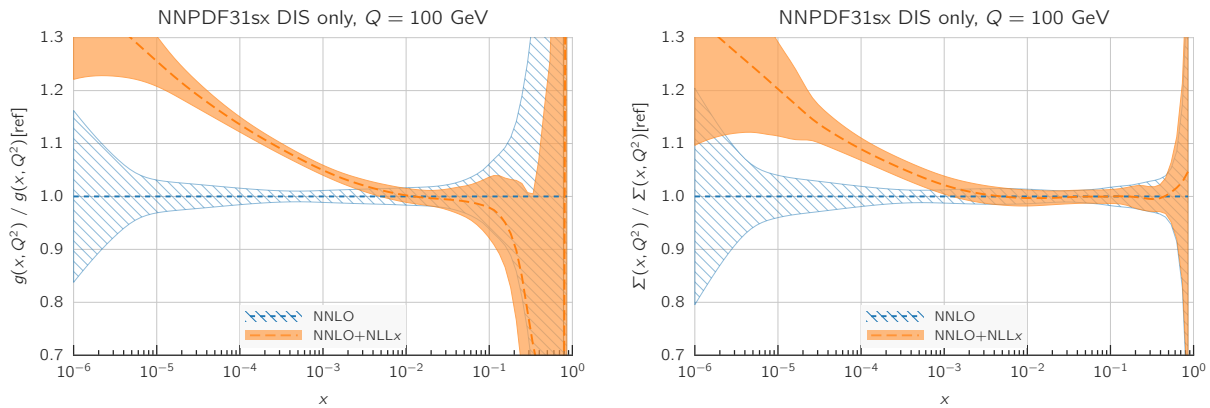 NNPDF31sx DIS only, Q = 100 GeV
g(x, Q²) / g(x, Q²)[ref]
1.3
1.2
1.1
1.0
0.9
0.8
0.7
NNLO
NNLO+NLLx
10⁻⁶ 10⁻⁵ 10⁻⁴ 10⁻³ 10⁻² 10⁻¹ 10⁰
x
NNPDF31sx DIS only, Q = 100 GeV
Σ(x, Q²) / Σ(x, Q²)[ref]
1.3
1.2
1.1
1.0
0.9
0.8
0.7
NNLO
NNLO+NLLx
10⁻⁶ 10⁻⁵ 10⁻⁴ 10⁻³ 10⁻² 10⁻¹ 10⁰
x